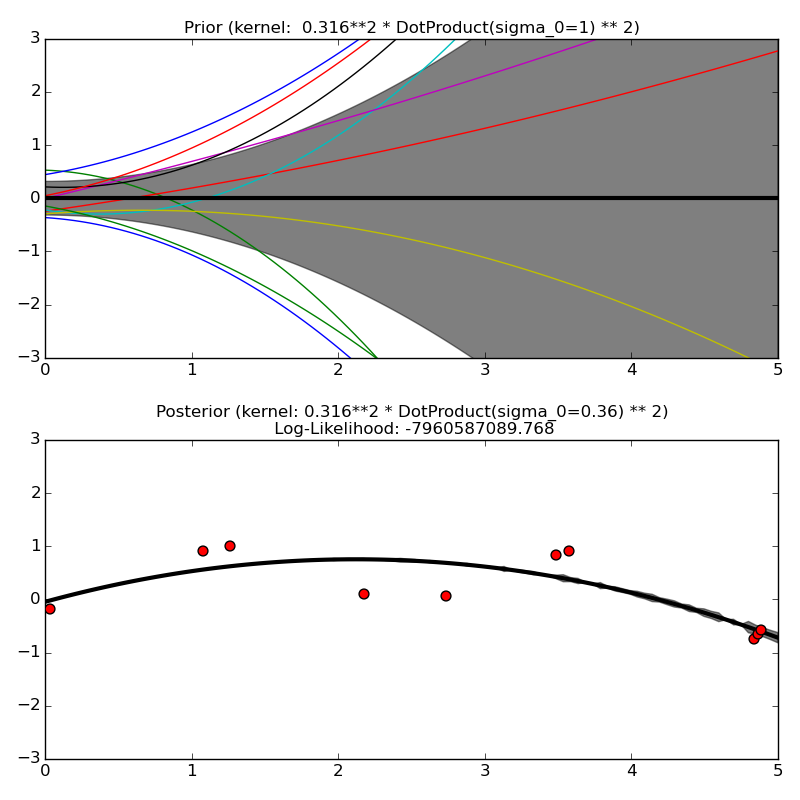 Prior (kernel:  0.316**2 * DotProduct(sigma_0=1) ** 2)
3
2
1
0
−1
−2
−3
0 1 2 3 4 5
Posterior (kernel: 0.316**2 * DotProduct(sigma_0=0.36) ** 2)
Log-Likelihood: -7960587089.768
3
2
1
0
−1
−2
−3
0 1 2 3 4 5